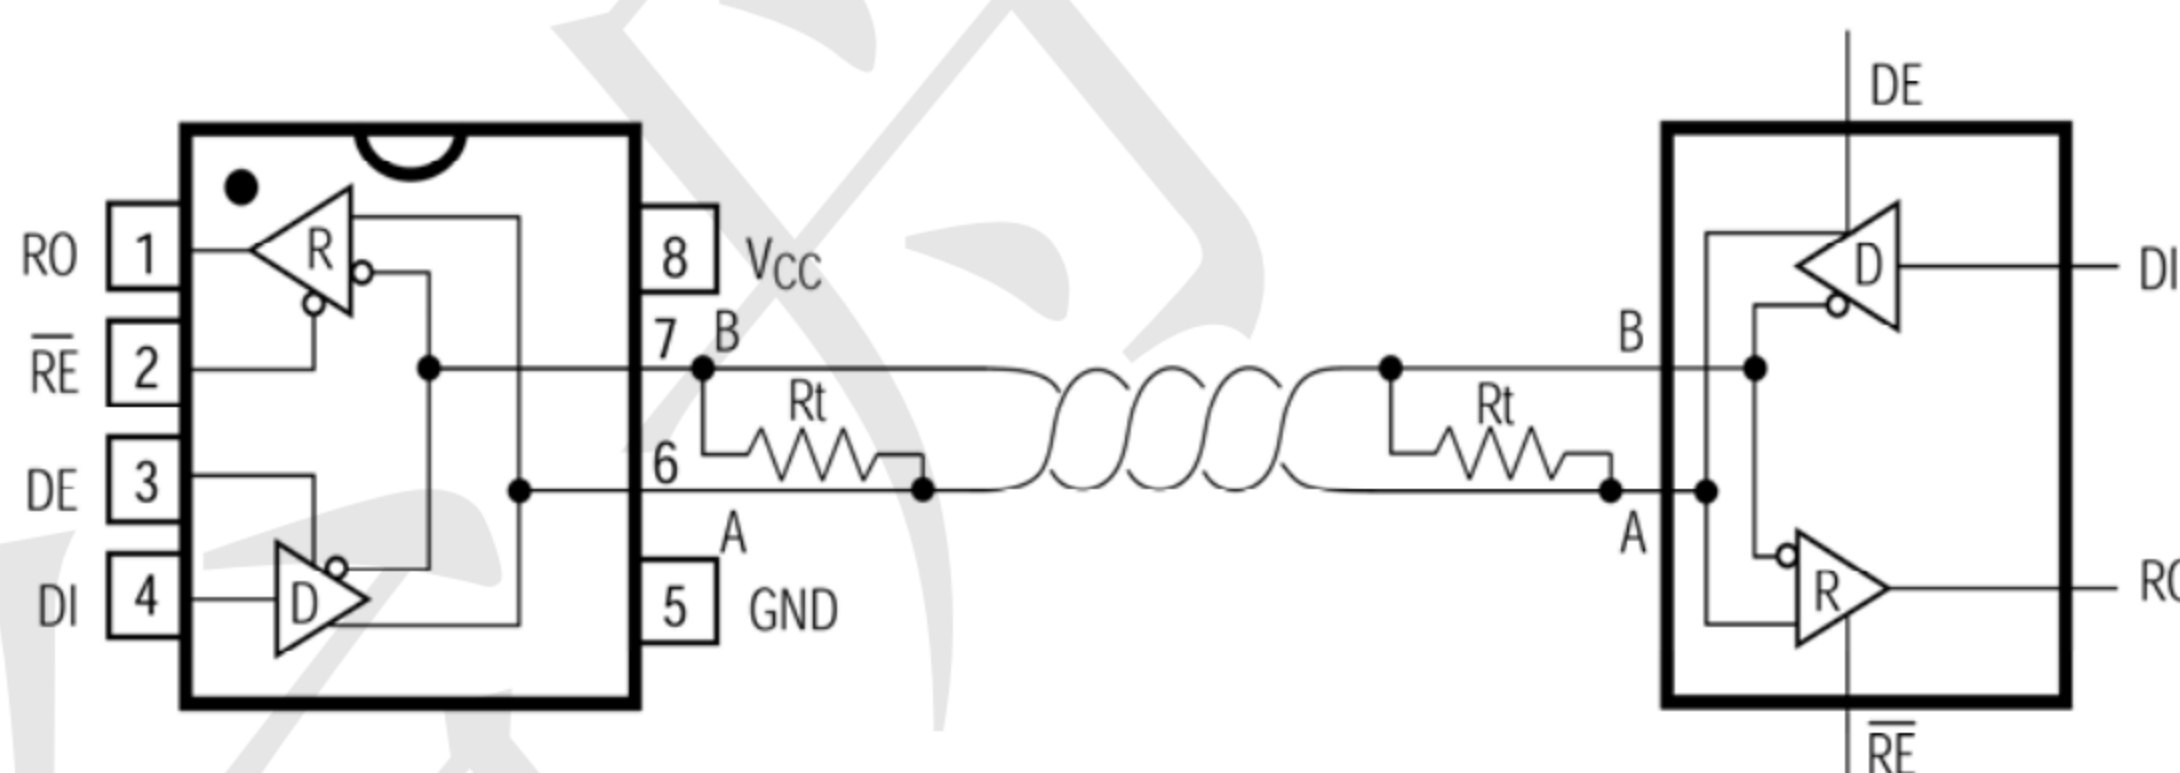 DE
RO 1 R 8 VCC D DI
7 B B
RE 2 Rt Rt
6
DE 3 A A
DI 4 D 5 GND R
RE